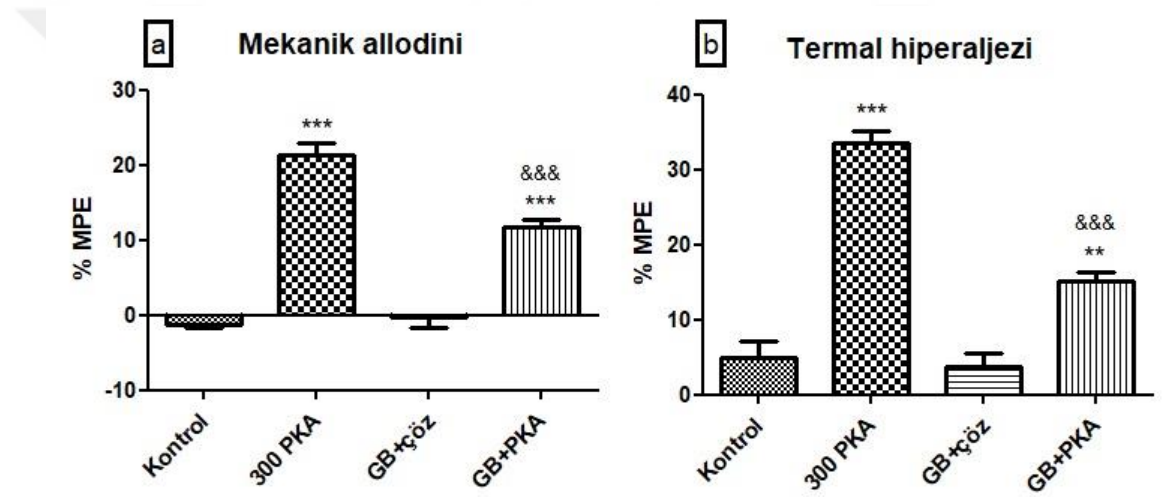 a
Mekanik allodini
% MPE
30
20
10
0
-10
***
&&&
***
Kontrol
300 PKA
GB+çöz
GB+PKA
b
Termal hiperaljezi
% MPE
40
30
20
10
0
***
&&&
**
Kontrol
300 PKA
GB+çöz
GB+PKA